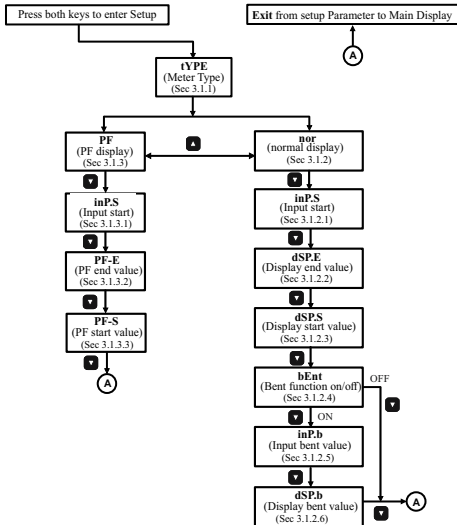 Press both keys to enter Setup
Exit from setup Parameter to Main Display
A
tYPE
(Meter Type)
(Sec 3.1.1)
PF
(PF display)
(Sec 3.1.3)
nor
(normal display)
(Sec 3.1.2)
inP.S
(Input start)
(Sec 3.1.3.1)
inP.S
(Input start)
(Sec 3.1.2.1)
PF-E
(PF end value)
(Sec 3.1.3.2)
dSP.E
(Display end value)
(Sec 3.1.2.2)
PF-S
(PF start value)
(Sec 3.1.3.3)
dSP.S
(Display start value)
(Sec 3.1.2.3)
A
bEnt
(Bent function on/off)
(Sec 3.1.2.4)
OFF
ON
inP.b
(Input bent value)
(Sec 3.1.2.5)
dSP.b
(Display bent value)
(Sec 3.1.2.6)
A